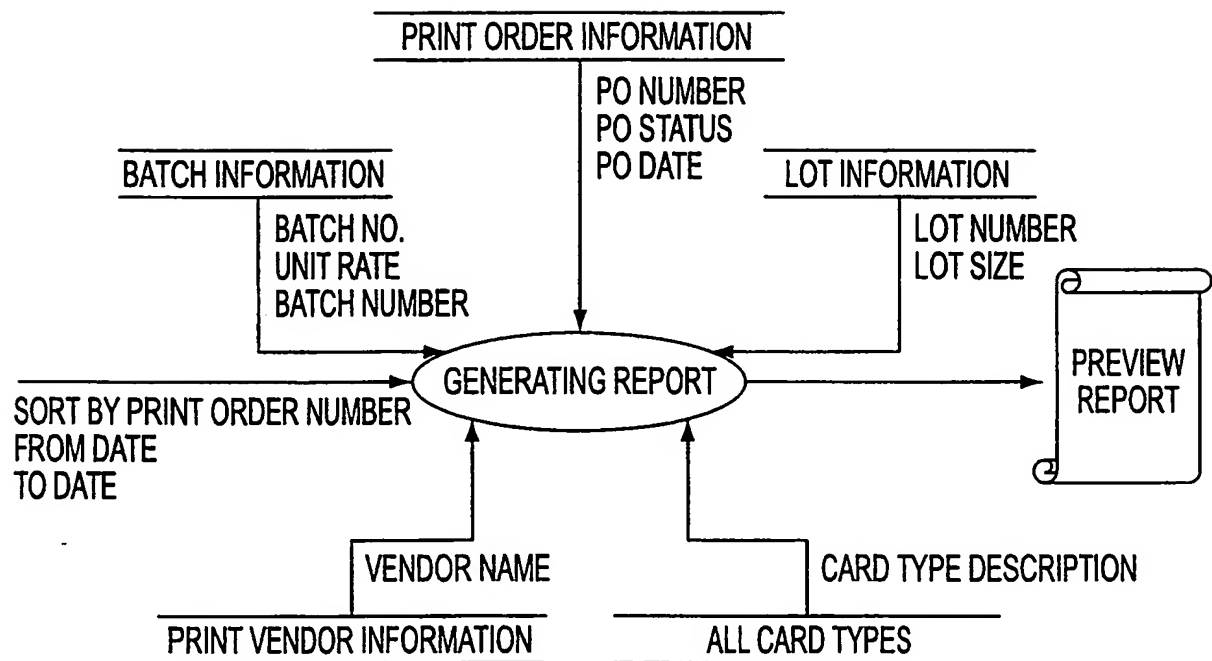 PRINT ORDER INFORMATION
PO NUMBER
PO STATUS
PO DATE
BATCH INFORMATION
BATCH NO.
UNIT RATE
BATCH NUMBER
LOT INFORMATION
LOT NUMBER
LOT SIZE
GENERATING REPORT
PREVIEW
REPORT
SORT BY PRINT ORDER NUMBER
FROM DATE
TO DATE
VENDOR NAME
PRINT VENDOR INFORMATION
CARD TYPE DESCRIPTION
ALL CARD TYPES